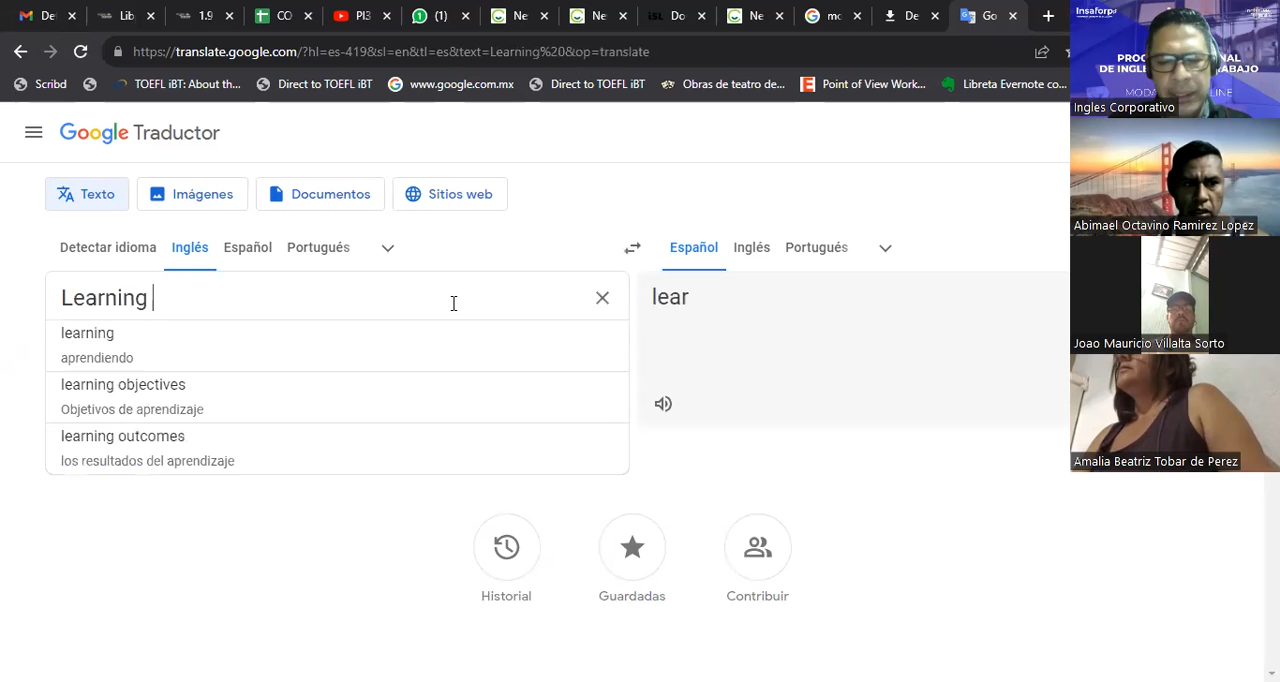 De
Lib
1.9
CO
PI3
(1)
Ne
Ne
iSL Do
Ne
mc
De
Go
https://translate.google.com/?hl=es-419&sl=en&tl=es&text=Learning%20&op=translate
Scribd
TOEFL iBT: About th...
Direct to TOEFL iBT
www.google.com.mx
Direct to TOEFL iBT
Obras de teatro de...
Point of View Work...
Libreta Evernote co...
Google Traductor
Texto
Imágenes
Documentos
Sitios web
Detectar idioma
Inglés
Español
Portugués
Español
Inglés
Portugués
Learning
lear
learning
aprendiendo
learning objectives
Objetivos de aprendizaje
learning outcomes
los resultados del aprendizaje
Historial
Guardadas
Contribuir
Insaforp
Ingles Corporativo
Abimael Octavino Ramirez Lopez
Joao Mauricio Villalta Sorto
Amalia Beatriz Tobar de Perez